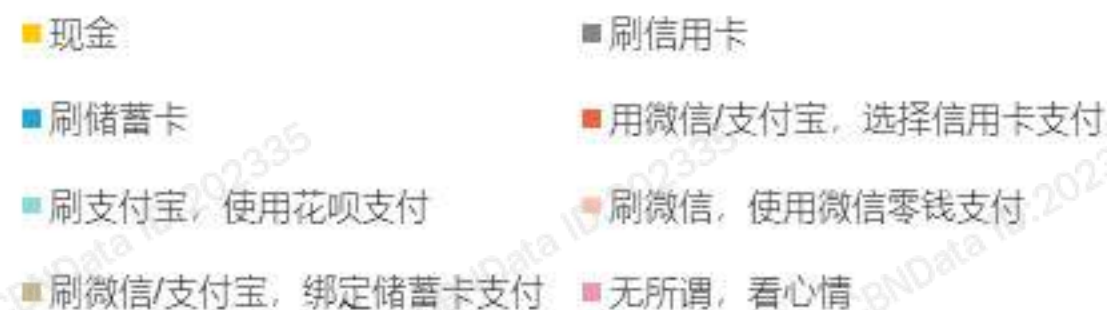 现金
刷信用卡
刷储蓄卡
用微信/支付宝，选择信用卡支付
刷支付宝，使用花呗支付
刷微信，使用微信零钱支付
刷微信/支付宝，绑定储蓄卡支付
无所谓，看心情